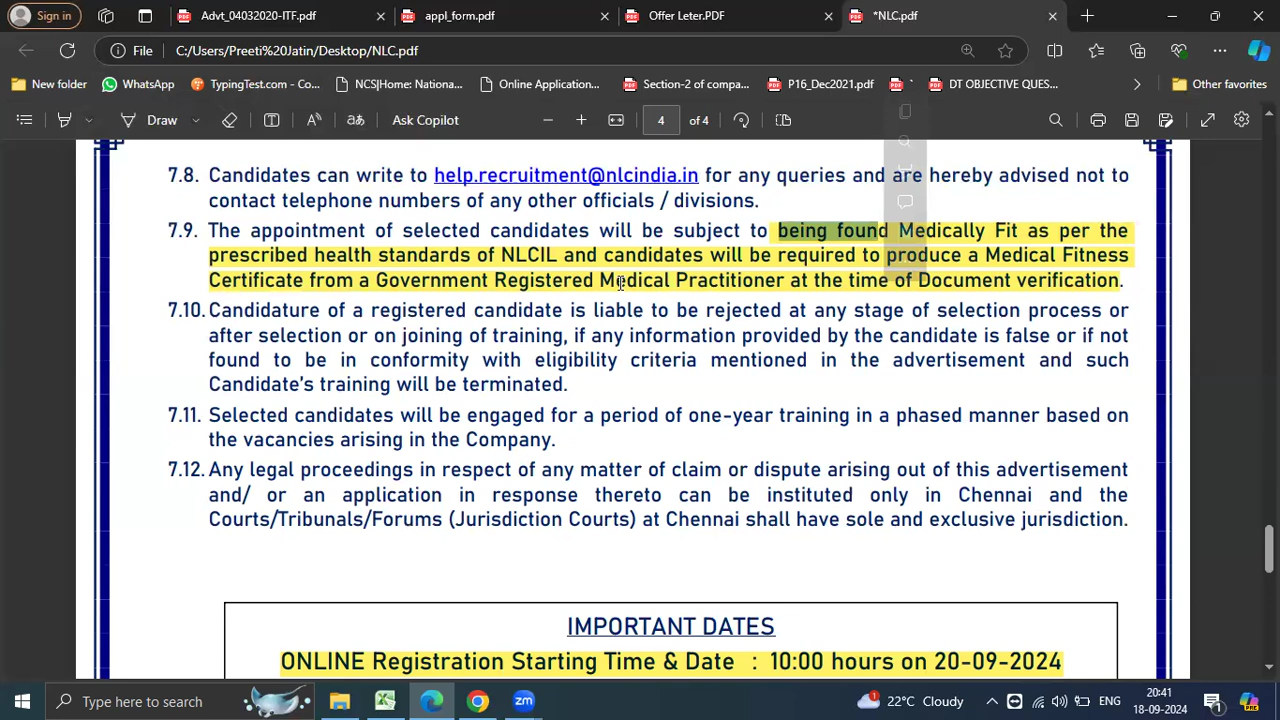 Sign in
Advt_04032020-ITF.pdf
appl_form.pdf
Offer Leter.PDF
*NLC.pdf
File
C:/Users/Preeti%20Jatin/Desktop/NLC.pdf
New folder
WhatsApp
TypingTest.com - Co...
NCS|Home: Nationa...
Online Application...
Section-2 of compa...
P16_Dec2021.pdf
`
DT OBJECTIVE QUES...
Other favorites
Draw
Ask Copilot
4 of 4
7.8. Candidates can write to help.recruitment@nlcindia.in for any queries and are hereby advised not to
contact telephone numbers of any other officials / divisions.
7.9. The appointment of selected candidates will be subject to being found Medically Fit as per the
prescribed health standards of NLCIL and candidates will be required to produce a Medical Fitness
Certificate from a Government Registered Medical Practitioner at the time of Document verification.
7.10. Candidature of a registered candidate is liable to be rejected at any stage of selection process or
after selection or on joining of training, if any information provided by the candidate is false or if not
found to be in conformity with eligibility criteria mentioned in the advertisement and such
Candidate's training will be terminated.
7.11. Selected candidates will be engaged for a period of one-year training in a phased manner based on
the vacancies arising in the Company.
7.12. Any legal proceedings in respect of any matter of claim or dispute arising out of this advertisement
and/ or an application in response thereto can be instituted only in Chennai and the
Courts/Tribunals/Forums (Jurisdiction Courts) at Chennai shall have sole and exclusive jurisdiction.
IMPORTANT DATES
ONLINE Registration Starting Time & Date : 10:00 hours on 20-09-2024
Type here to search
22°C Cloudy
ENG
20:41
18-09-2024